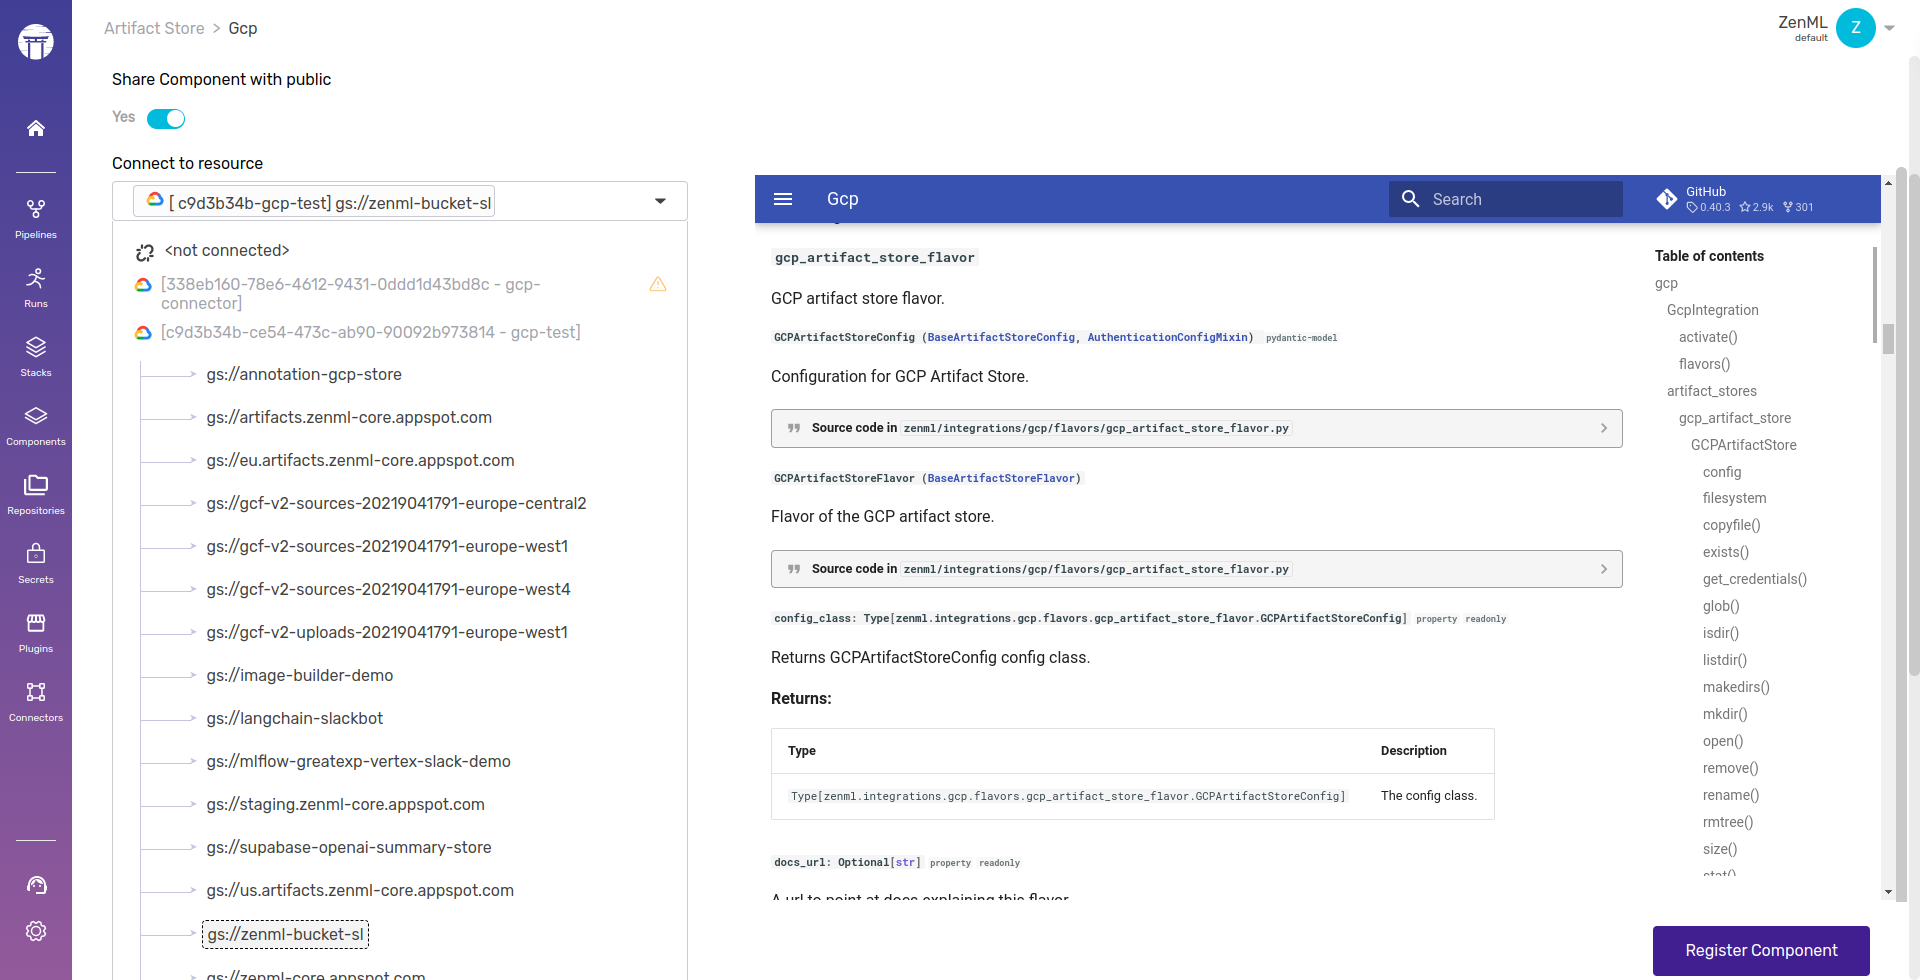 Artifact Store > Gcp
ZenML
default
Z
Share Component with public
Yes
Connect to resource
[ c9d3b34b-gcp-test] gs://zenml-bucket-sl
<not connected>
[338eb160-78e6-4612-9431-0ddd1d43bd8c - gcp-
connector]
[c9d3b34b-ce54-473c-ab90-90092b973814 - gcp-test]
gs://annotation-gcp-store
gs://artifacts.zenml-core.appspot.com
gs://eu.artifacts.zenml-core.appspot.com
gs://gcf-v2-sources-20219041791-europe-central2
gs://gcf-v2-sources-20219041791-europe-west1
gs://gcf-v2-sources-20219041791-europe-west4
gs://gcf-v2-uploads-20219041791-europe-west1
gs://image-builder-demo
gs://langchain-slackbot
gs://mlflow-greatexp-vertex-slack-demo
gs://staging.zenml-core.appspot.com
gs://supabase-openai-summary-store
gs://us.artifacts.zenml-core.appspot.com
gs://zenml-bucket-sl
gs://zenml-core.appspot.com
Pipelines
Runs
Stacks
Components
Repositories
Secrets
Plugins
Connectors
Gcp
Search
GitHub
0.40.3 2.9k 301
gcp_artifact_store_flavor
GCP artifact store flavor.
GCPArtifactStoreConfig (BaseArtifactStoreConfig, AuthenticationConfigMixin) pydantic-model
Configuration for GCP Artifact Store.
Source code in zenml/integrations/gcp/flavors/gcp_artifact_store_flavor.py
GCPArtifactStoreFlavor (BaseArtifactStoreFlavor)
Flavor of the GCP artifact store.
Source code in zenml/integrations/gcp/flavors/gcp_artifact_store_flavor.py
config_class: Type[zenml.integrations.gcp.flavors.gcp_artifact_store_flavor.GCPArtifactStoreConfig] property readonly
Returns GCPArtifactStoreConfig config class.
Returns:
Type Description
Type[zenml.integrations.gcp.flavors.gcp_artifact_store_flavor.GCPArtifactStoreConfig] The config class.
docs_url: Optional[str] property readonly
A url to point at docs explaining this flavor.
Table of contents
gcp
GcpIntegration
activate()
flavors()
artifact_stores
gcp_artifact_store
GCPArtifactStore
config
filesystem
copyfile()
exists()
get_credentials()
glob()
isdir()
listdir()
makedirs()
mkdir()
open()
remove()
rename()
rmtree()
size()
stat()
Register Component